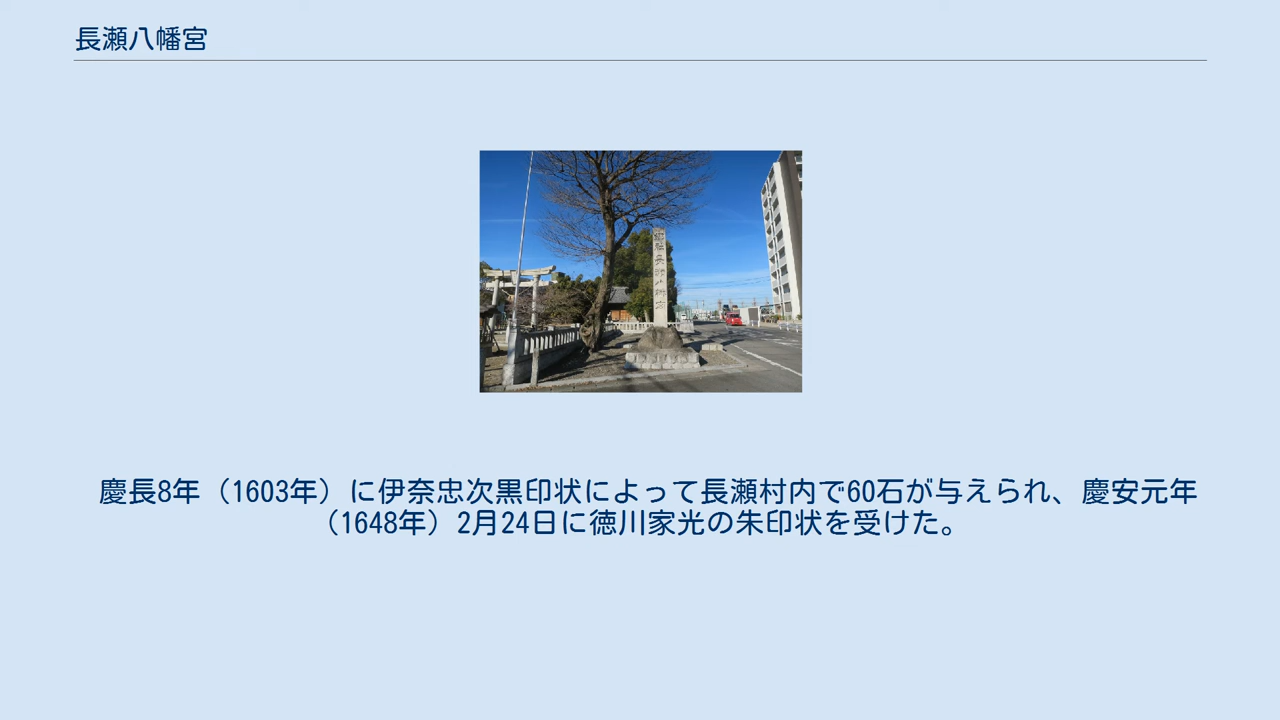 長瀬八幡宮
慶長8年（1603年）に伊奈忠次黒印状によって長瀬村内で60石が与えられ、慶安元年
（1648年）2月24日に徳川家光の朱印状を受けた。